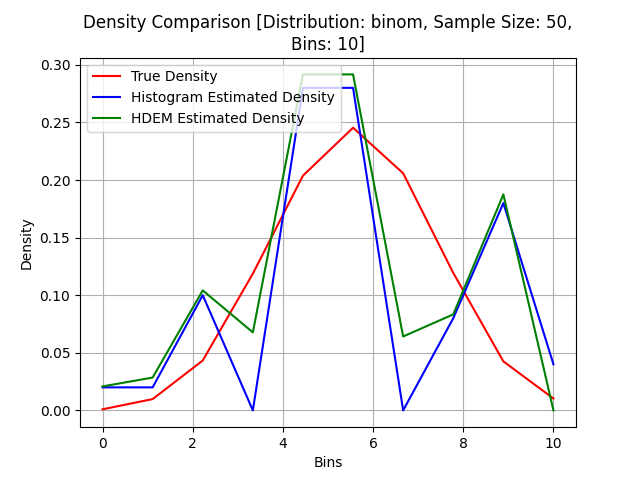 Density Comparison [Distribution: binom, Sample Size: 50,
Bins: 10]
True Density
Histogram Estimated Density
HDEM Estimated Density
Density
0.30
0.25
0.20
0.15
0.10
0.05
0.00
0 2 4 6 8 10
Bins